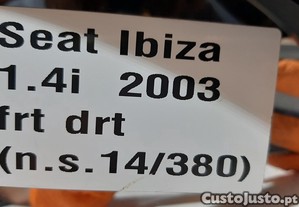 Seat Ibiza
1.4i 2003
frt drt
(n.s.14/380)
CustoJusto.pt